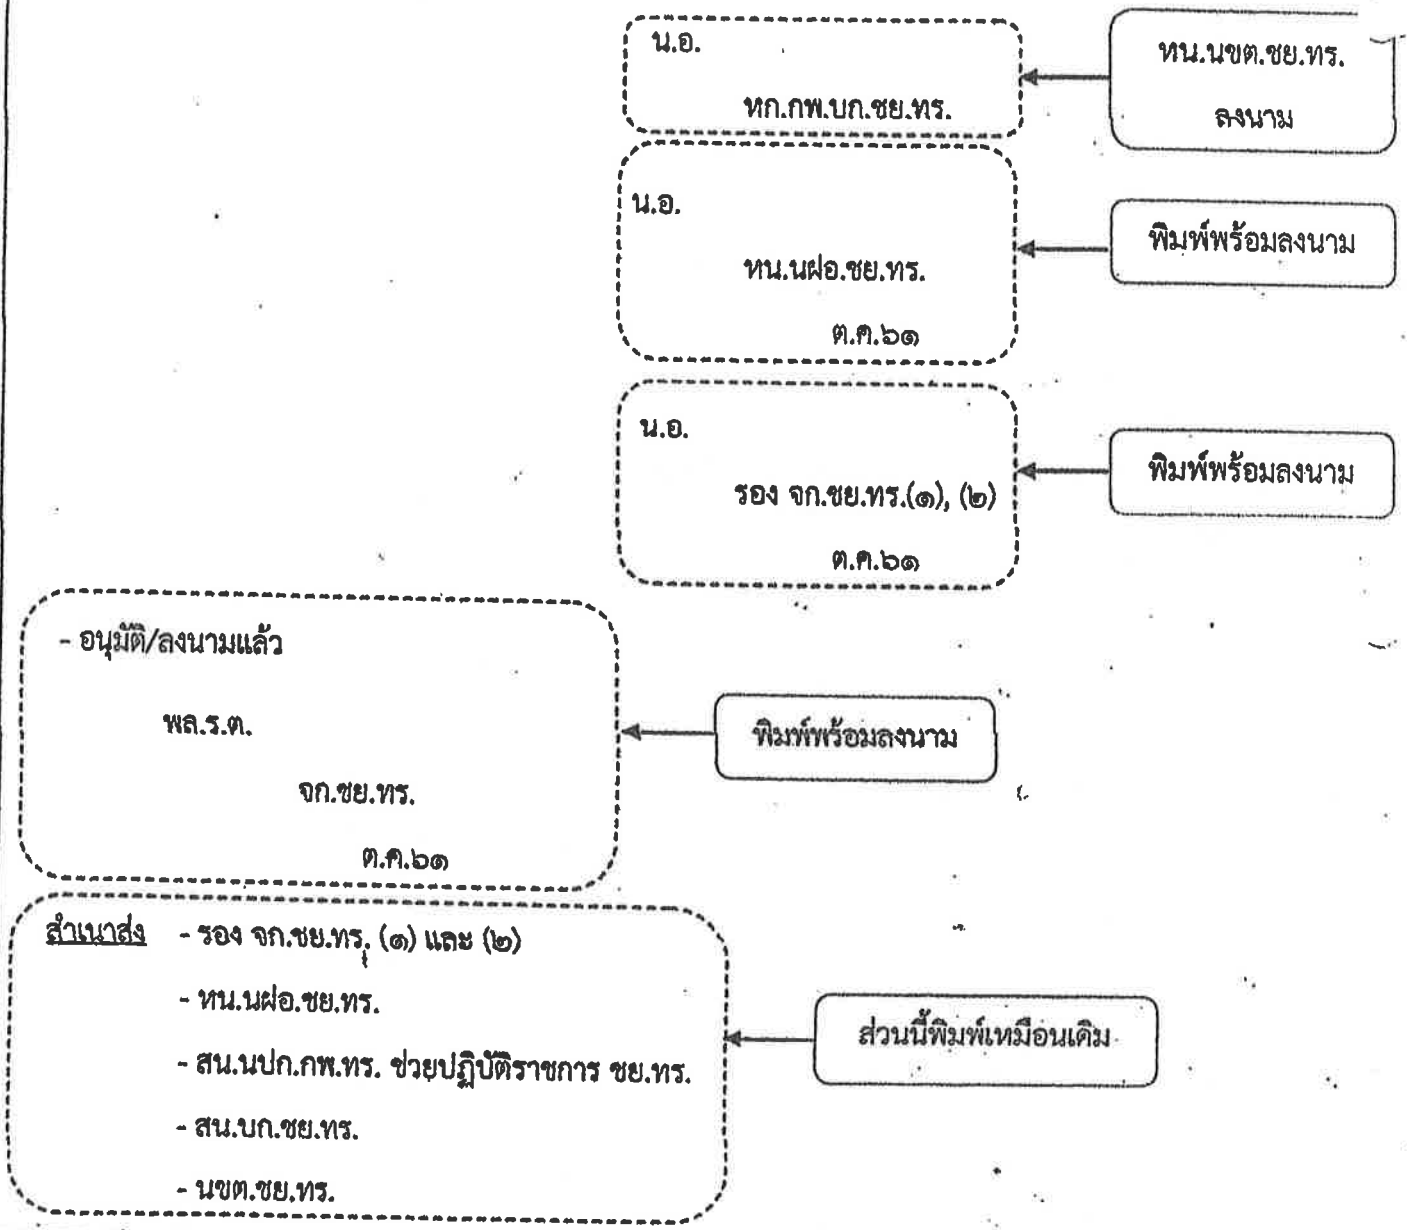 น.อ.
หก.กพ.บก.ชย.ทร.
ทน.นขต.ชย.ทร.
ลงนาม
น.อ.
ทน.นฝอ.ชย.ทร.
ต.ค.๖๑
พิมพ์พร้อมลงนาม
น.อ.
รอง จก.ชย.ทร.(๑), (๒)
ต.ค.๖๑
พิมพ์พร้อมลงนาม
- อนุมัติ/ลงนามแล้ว
พล.ร.ต.
จก.ชย.ทร.
ต.ค.๖๑
พิมพ์พร้อมลงนาม
สำเนาส่ง - รอง จก.ชย.ทร. (๑) และ (๒)
- ทน.นฝอ.ชย.ทร.
- สน.นปก.กพ.ทร. ช่วยปฏิบัติราชการ ชย.ทร.
- สน.บก.ชย.ทร.
- นขต.ชย.ทร.
ส่วนนี้พิมพ์เหมือนเดิม